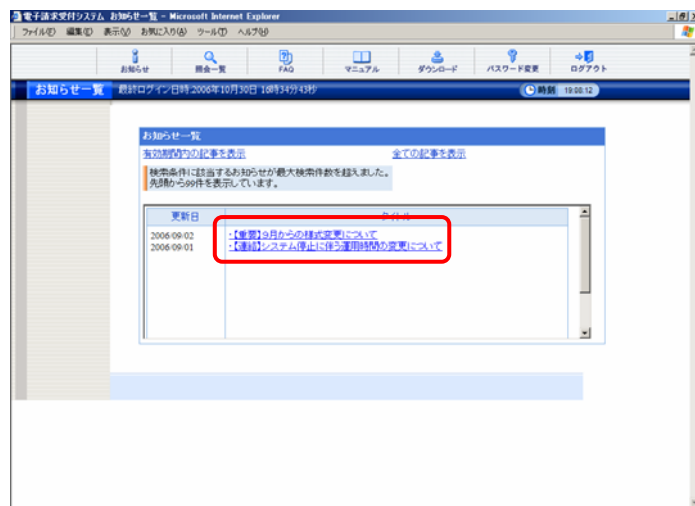 電子請求受付システム お知らせ一覧 - Microsoft Internet Explorer
ファイル(F) 編集(E) 表示(V) お気に入り(A) ツール(T) ヘルプ(H)
お知らせ 照会一覧 FAQ マニュアル ダウンロード パスワード変更 ログアウト
お知らせ一覧 最終ログイン日時:2006年10月30日 16時34分43秒 時刻 19:00:12
お知らせ一覧
有効期間内の記事を表示 全ての記事を表示
検索条件に該当するお知らせが最大検索件数を超えました。
先頭から99件を表示しています。
更新日 タイトル
2006/09/02 ・【重要】9月からの様式変更について
2006/09/01 ・【連絡】システム停止に伴う運用時間の変更について